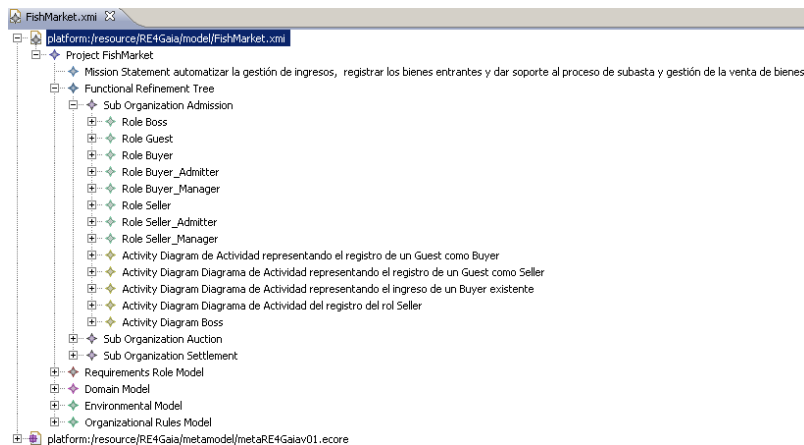 FishMarket.xmi
platform:/resource/RE4Gaia/model/FishMarket.xmi
Project FishMarket
Mission Statement automatizar la gestión de ingresos, registrar los bienes entrantes y dar soporte al proceso de subasta y gestión de la venta de bienes
Functional Refinement Tree
Sub Organization Admission
Role Boss
Role Guest
Role Buyer
Role Buyer_Admitter
Role Buyer_Manager
Role Seller
Role Seller_Admitter
Role Seller_Manager
Activity Diagram de Actividad representando el registro de un Guest como Buyer
Activity Diagram Diagrama de Actividad representando el registro de un Guest como Seller
Activity Diagram Diagrama de Actividad representando el ingreso de un Buyer existente
Activity Diagram Diagrama de Actividad del registro del rol Seller
Activity Diagram Boss
Sub Organization Auction
Sub Organization Settlement
Requirements Role Model
Domain Model
Environmental Model
Organizational Rules Model
platform:/resource/RE4Gaia/metamodel/metaRE4Gaiav01.ecore